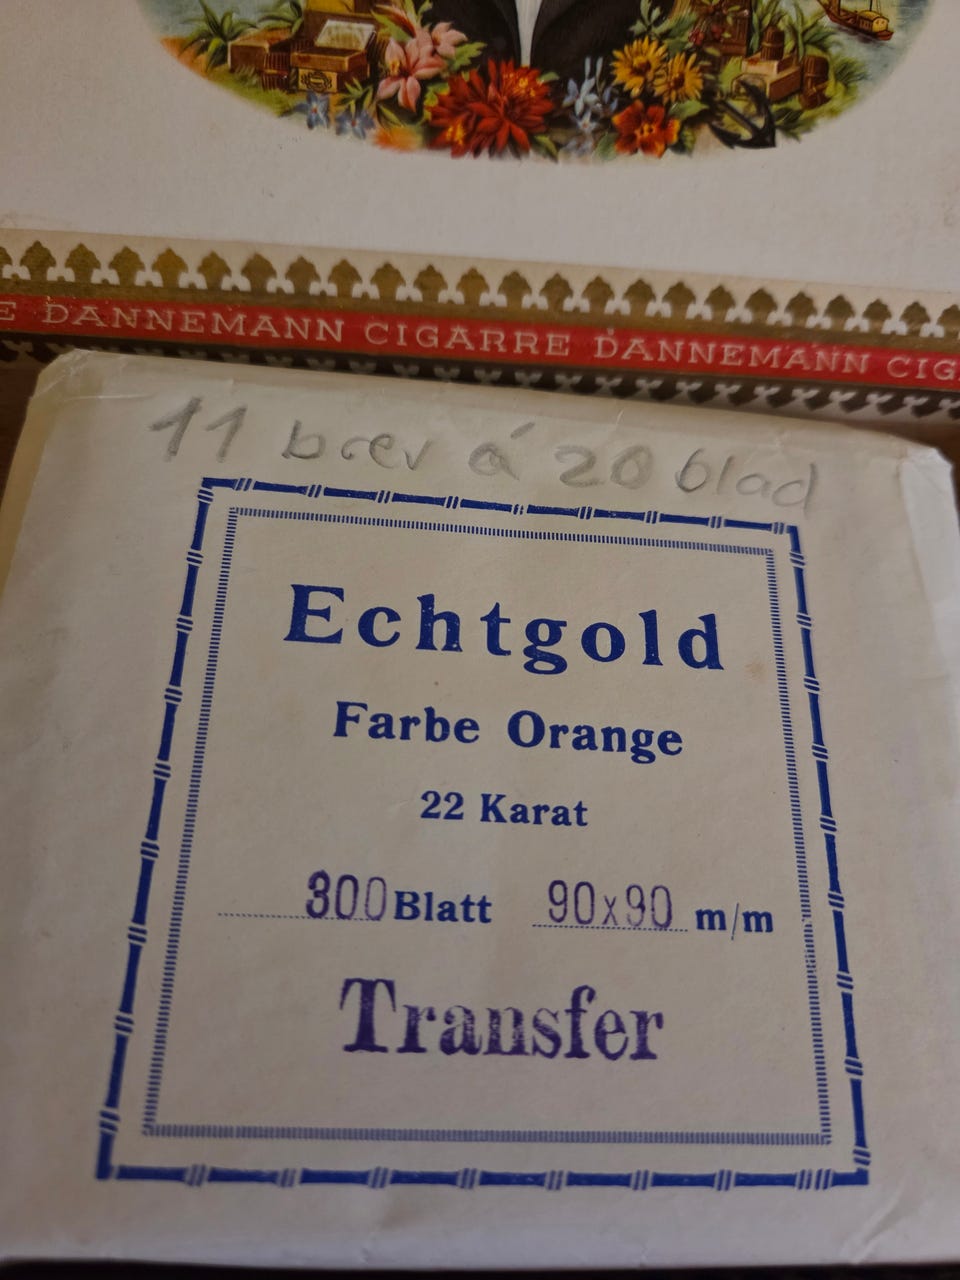 E DANNEMANN CIGARRE DANNEMANN CIG
11 brev á 20 blad
Echtgold
Farbe Orange
22 Karat
300 Blatt 90x90 m/m
Transfer